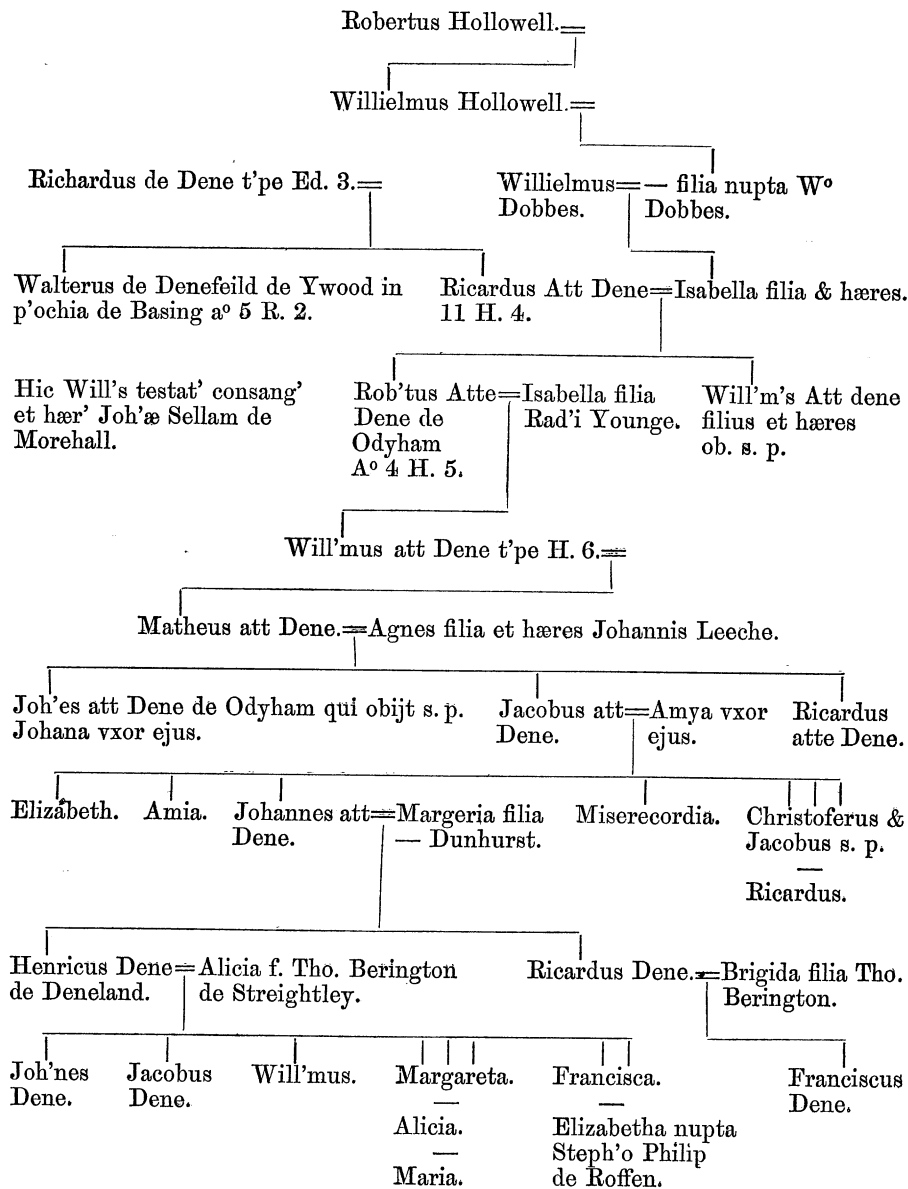 Robertus Hollowell.
Willielmus Hollowell.
Richardus de Dene t'pe Ed. 3.
Willielmus Dobbes.
— filia nupta Wº
Dobbes.
Walterus de Denefeild de Ywood in
p'ochia de Basing aº 5 R. 2.
Ricardus Att Dene
11 H. 4.
Isabella filia & hæres.
Hic Will's testat' consang'
et hær' Joh'æ Sellam de
Morehall.
Rob'tus Atte
Dene de
Odyham
Aº 4 H. 5.
Isabella filia
Rad'i Younge.
Will'm's Att dene
filius et hæres
ob. s. p.
Will'mus att Dene t'pe H. 6.
Matheus att Dene.
Agnes filia et hæres Johannis Leeche.
Joh'es att Dene de Odyham qui obijt s. p.
Johana vxor ejus.
Jacobus att
Dene.
Amya vxor
ejus.
Ricardus
atte Dene.
Elizabeth.
Amia.
Johannes att
Dene.
Margeria filia
— Dunhurst.
Miserecordia.
Christoferus &
Jacobus s. p.
—
Ricardus.
Henricus Dene
de Deneland.
Alicia f. Tho. Berington
de Streightley.
Ricardus Dene.
Brigida filia Tho.
Berington.
Joh'nes
Dene.
Jacobus
Dene.
Will'mus.
Margareta.
—
Alicia.
—
Maria.
Francisca.
—
Elizabetha nupta
Steph'o Philip
de Roffen.
Franciscus
Dene.